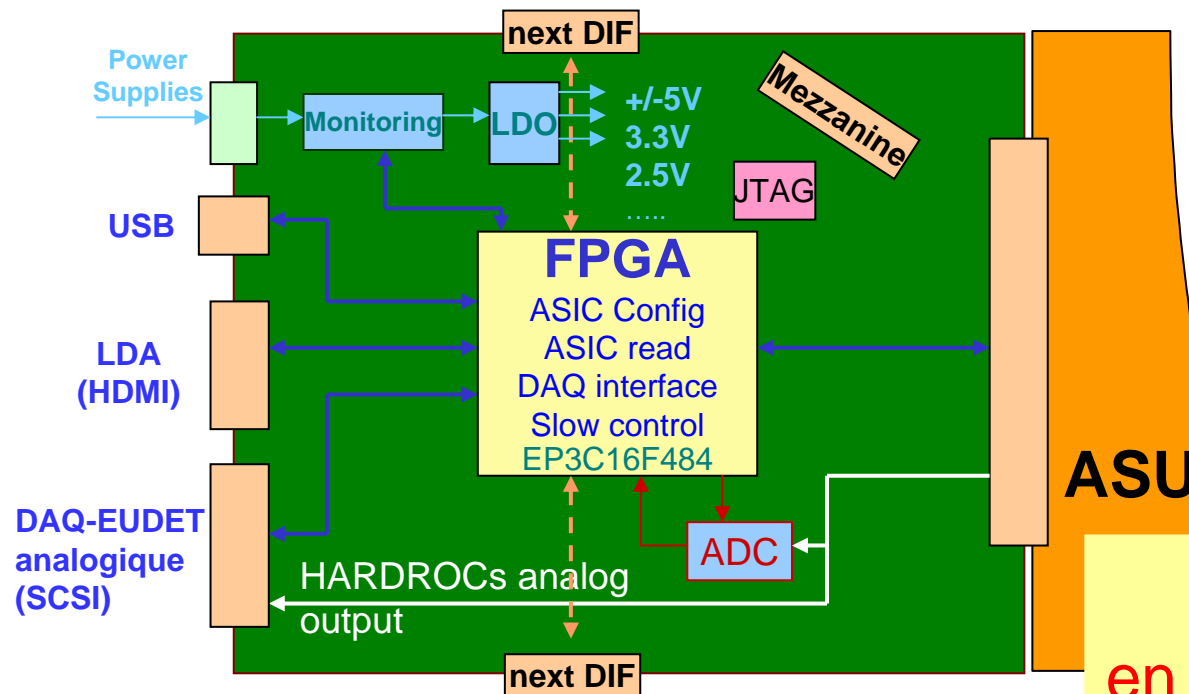 next DIF
Power
Supplies
Monitoring
LDO
+/-5V
3.3V
2.5V
.....
Mezzanine
JTAG
USB
FPGA
ASIC Config
ASIC read
DAQ interface
Slow control
EP3C16F484
LDA
(HDMI)
ASU
DAQ-EUDET
analogique
(SCSI)
ADC
HARDROCs analog
output
next DIF
en